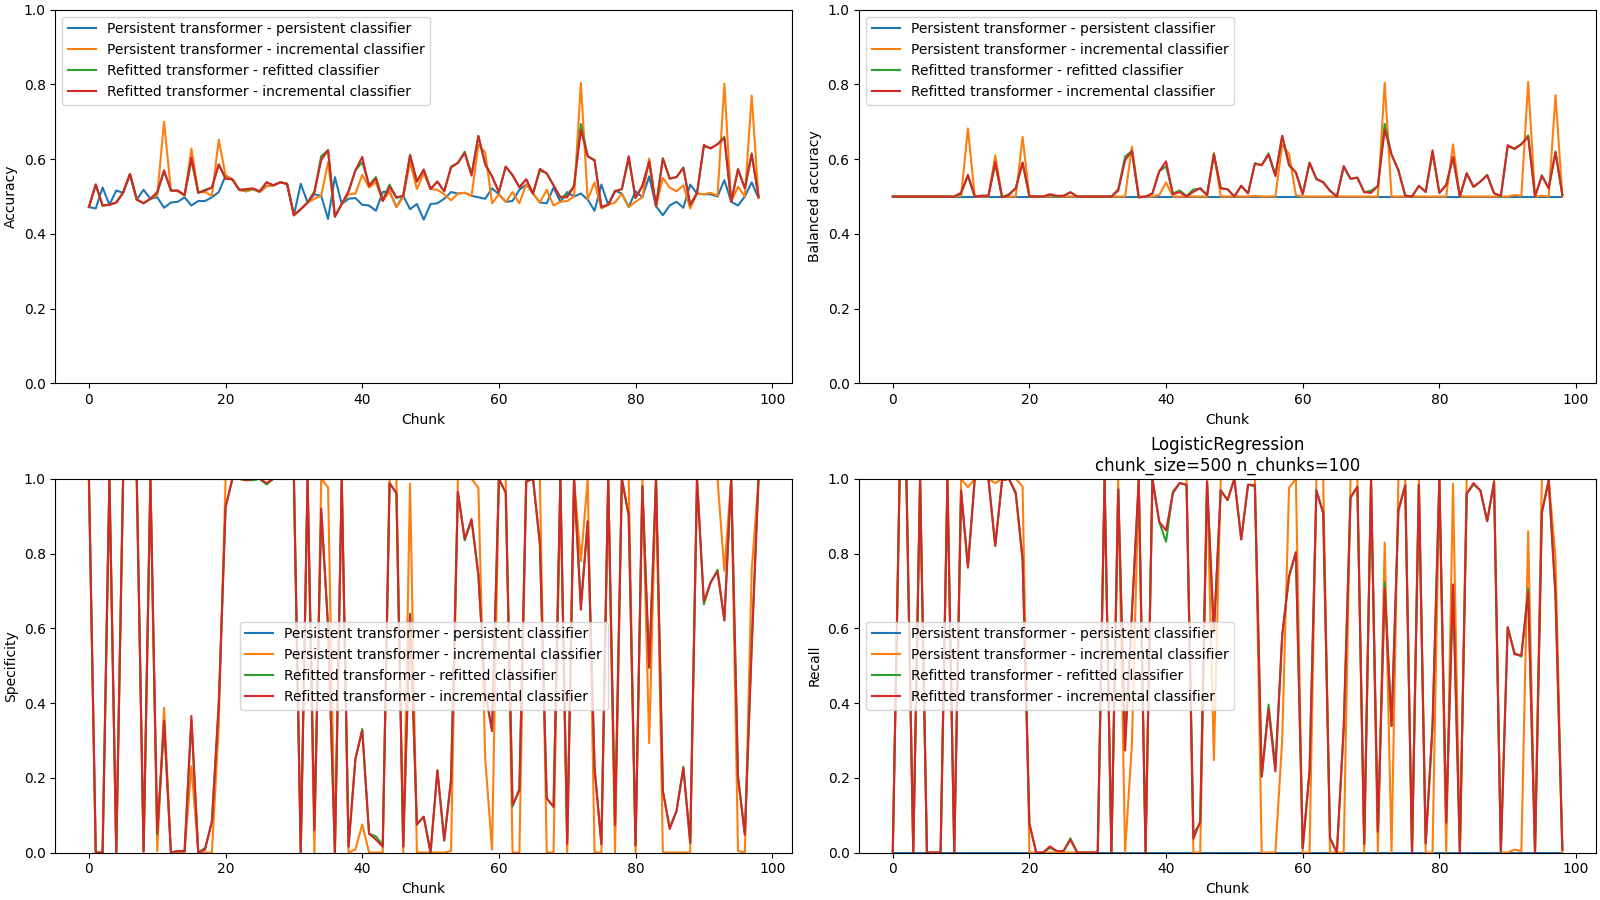 1.0
0.8
0.6
0.4
0.2
0.0
Accuracy
Persistent transformer - persistent classifier
Persistent transformer - incremental classifier
Refitted transformer - refitted classifier
Refitted transformer - incremental classifier
0 20 40 60 80 100
Chunk
1.0
0.8
0.6
0.4
0.2
0.0
Balanced accuracy
Persistent transformer - persistent classifier
Persistent transformer - incremental classifier
Refitted transformer - refitted classifier
Refitted transformer - incremental classifier
0 20 40 60 80 100
Chunk
1.0
0.8
0.6
0.4
0.2
0.0
Specificity
Persistent transformer - persistent classifier
Persistent transformer - incremental classifier
Refitted transformer - refitted classifier
Refitted transformer - incremental classifier
0 20 40 60 80 100
Chunk
LogisticRegression
chunk_size=500 n_chunks=100
1.0
0.8
0.6
0.4
0.2
0.0
Recall
Persistent transformer - persistent classifier
Persistent transformer - incremental classifier
Refitted transformer - refitted classifier
Refitted transformer - incremental classifier
0 20 40 60 80 100
Chunk